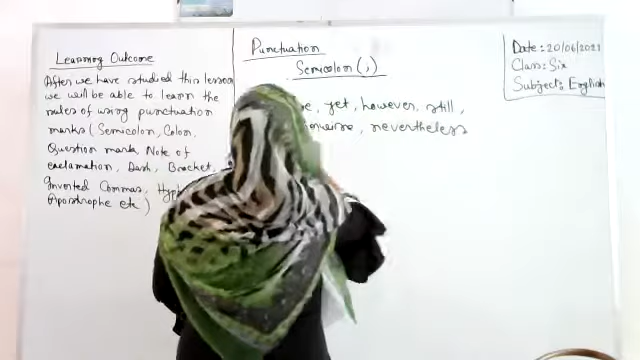 Learning Outcome
After we have studied this lesson
we will be able to learn the
rules of using punctuation
marks (Semicolon, Colon,
Question mark, Note of
exclamation, Dash, Bracket,
Inverted Commas,
Apostrophe etc)
Punctuation
Semicolon (;)
yet, however, still,
nevertheless
Date: 20/06/2021
Class: Six
Subject: English